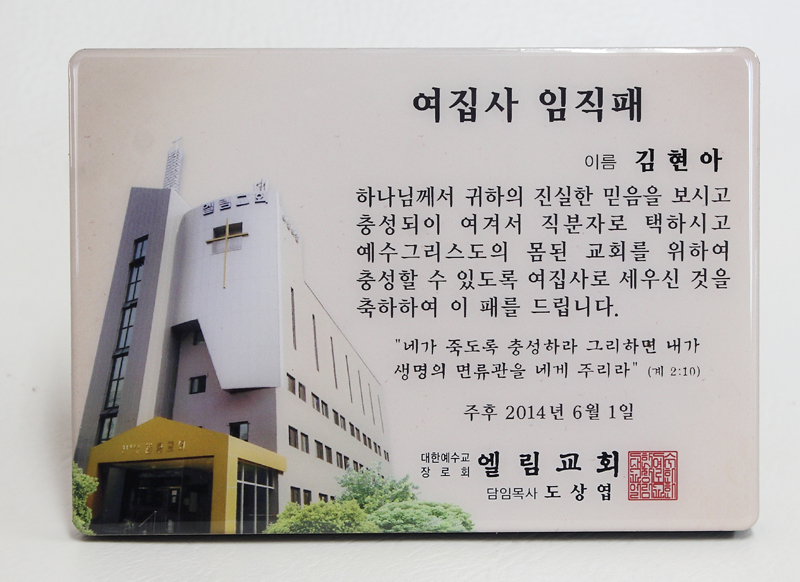 엘림교회
여집사 임직패
이름 김현아
하나님께서 귀하의 진실한 믿음을 보시고
충성되이 여겨서 직분자로 택하시고
예수그리스도의 몸된 교회를 위하여
충성할 수 있도록 여집사로 세우신 것을
축하하여 이 패를 드립니다.
"네가 죽도록 충성하라 그리하면 내가
생명의 면류관을 네게 주리라" (계 2:10)
주후 2014년 6월 1일
대한예수교
장로회
엘림교회
담임목사 도상엽